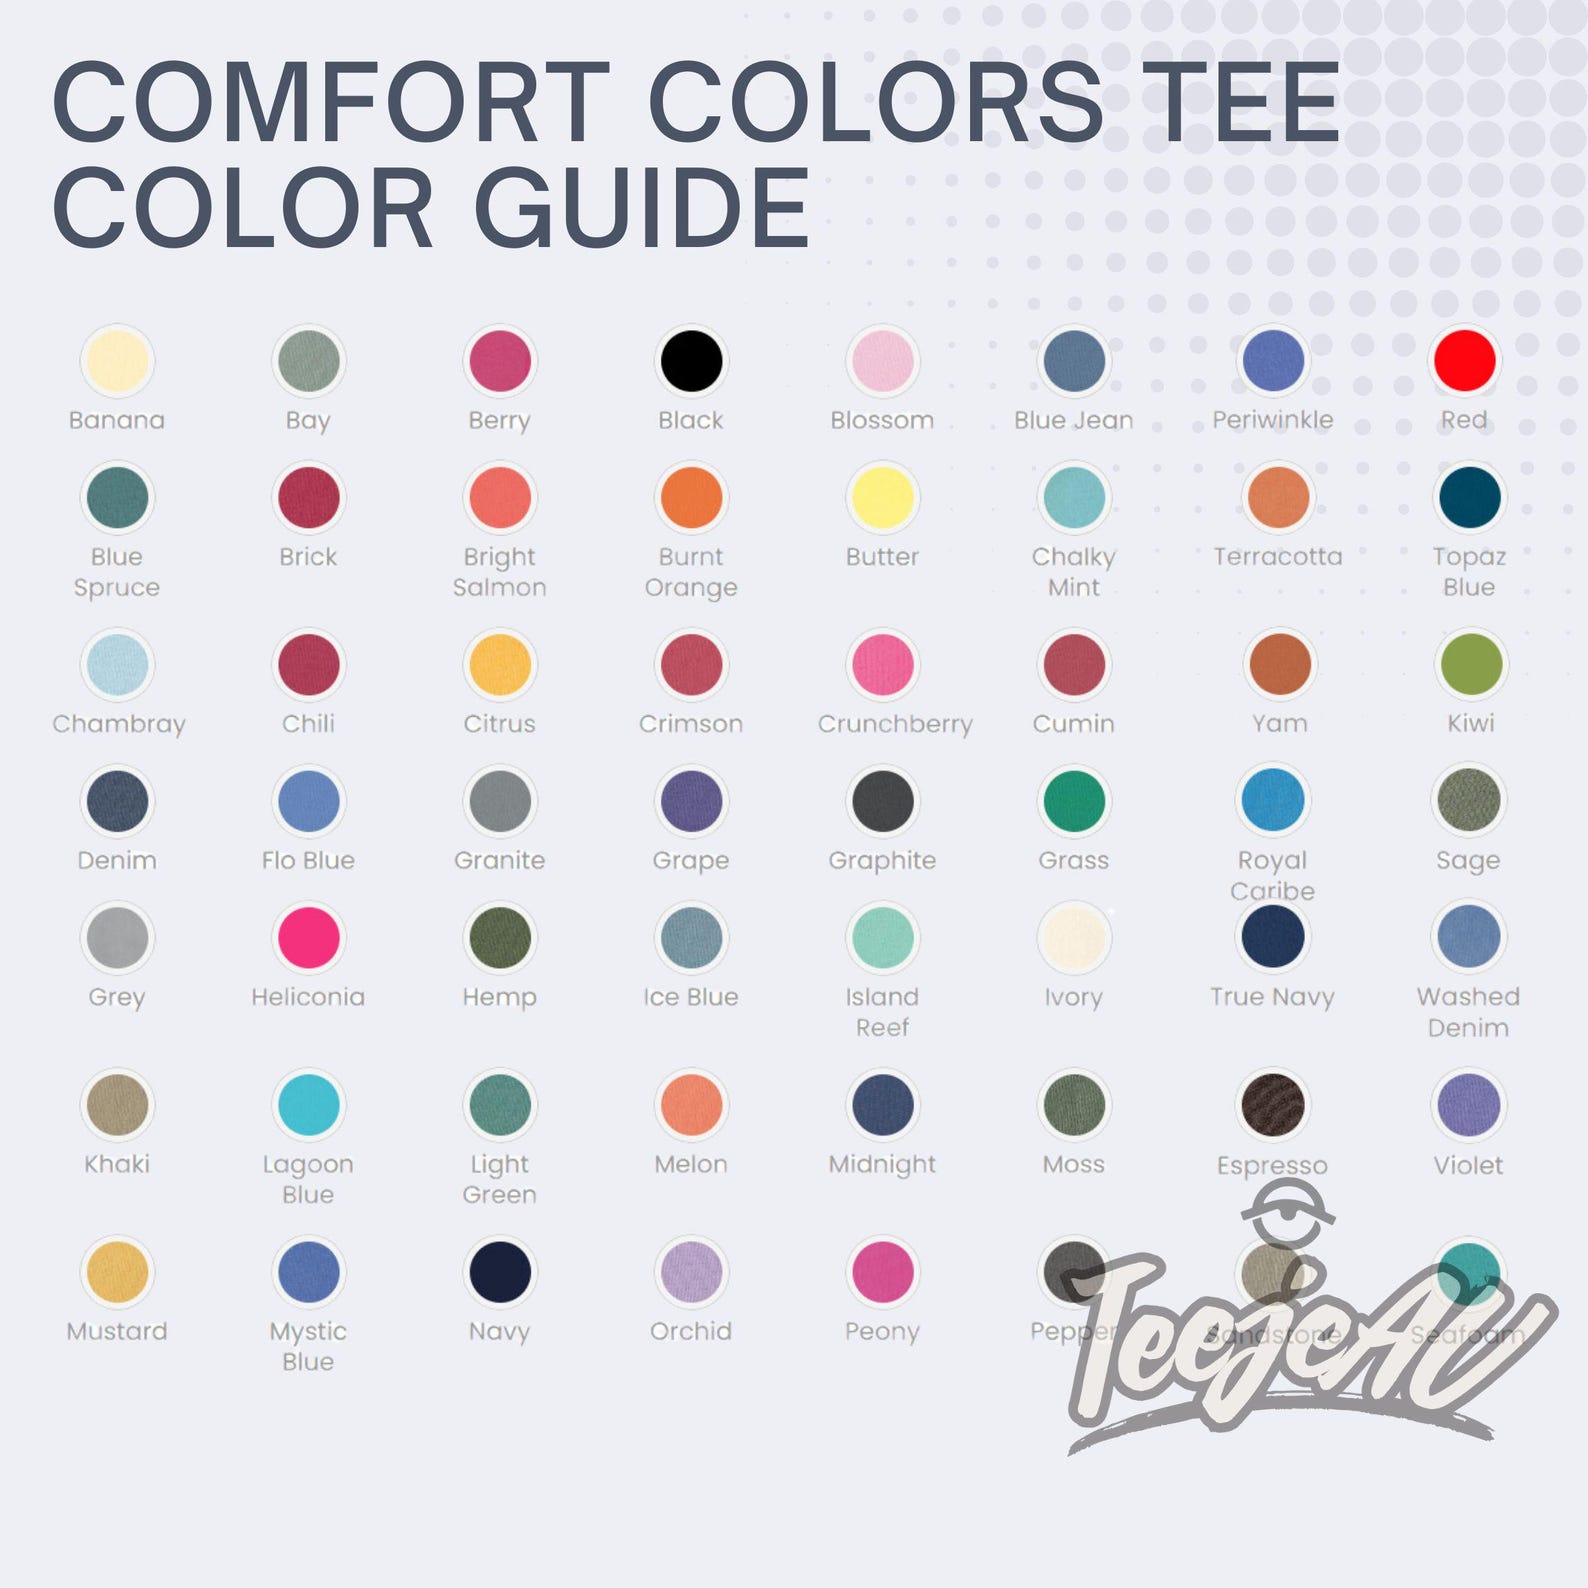 COMFORT COLORS TEE
COLOR GUIDE
Banana Bay Berry Black Blossom Blue Jean Periwinkle Red
Blue Brick Bright Burnt Butter Chalky Terracotta Topaz
Spruce Salmon Orange Mint Blue
Chambray Chili Citrus Crimson Crunchberry Cumin Yam Kiwi
Denim Flo Blue Granite Grape Graphite Grass Royal Sage
Caribe
Grey Heliconia Hemp Ice Blue Island Ivory True Navy Washed
Reef Denim
Khaki Lagoon Light Melon Midnight Moss Espresso Violet
Blue Green
Mustard Mystic Navy Orchid Peony Pepper Sandstone Seafoam
Blue
TeejeAU